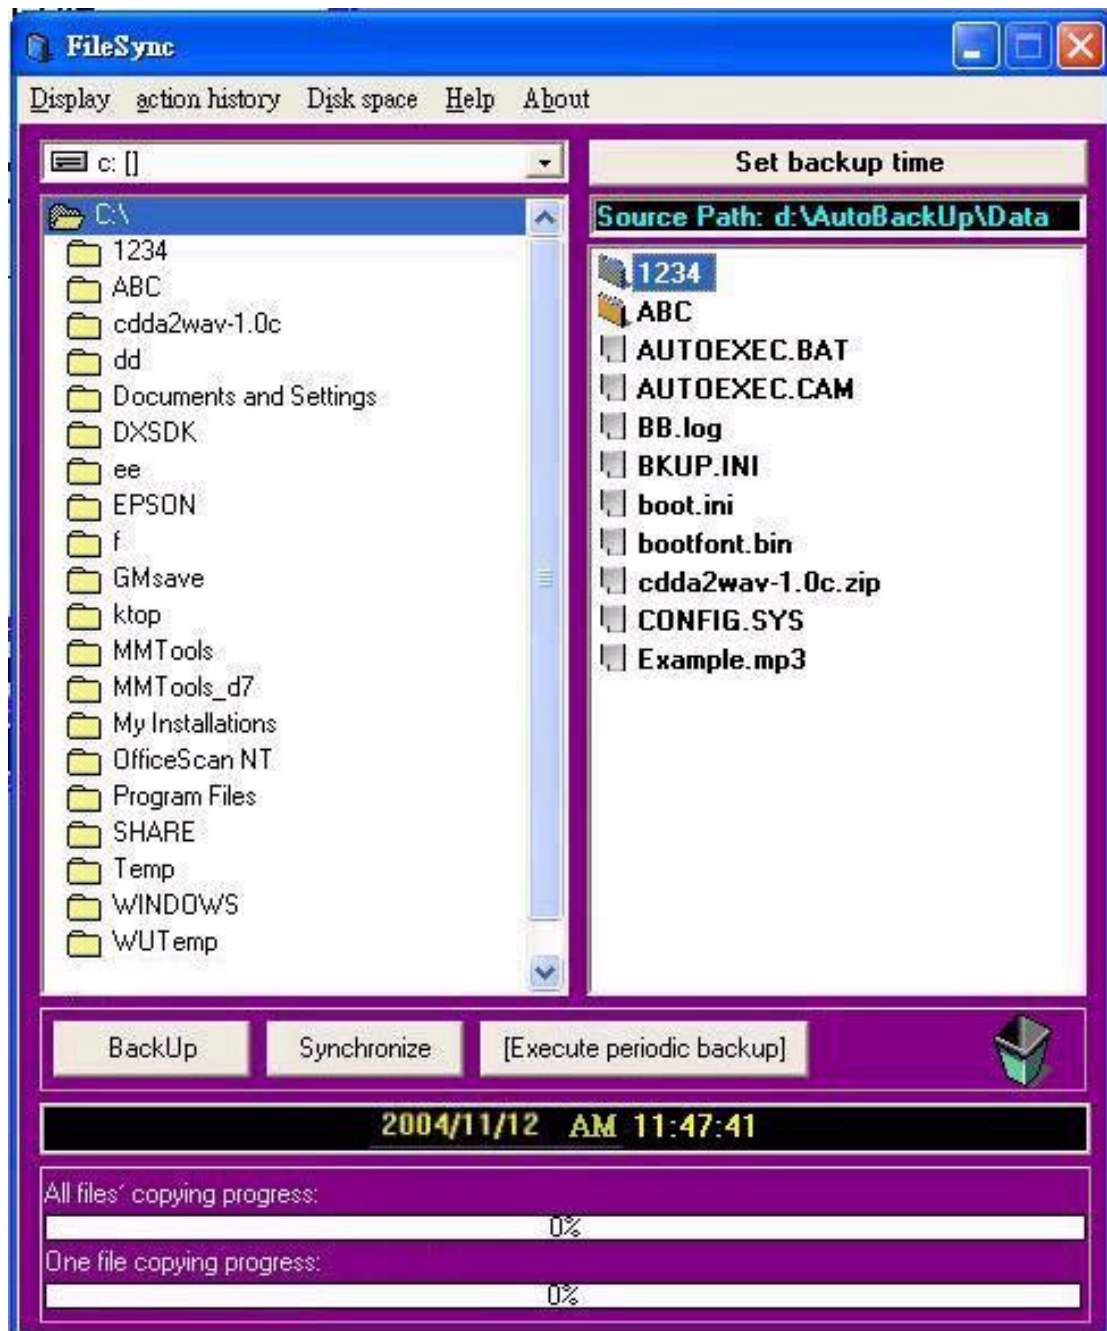 FileSync
Display action history Disk space Help About
c: []
Set backup time
Source Path: d:\AutoBackUp\Data
C:\
1234
ABC
cdda2wav-1.0c
dd
Documents and Settings
DXSDK
ee
EPSON
f
GMsave
ktop
MMTools
MMTools_d7
My Installations
OfficeScan NT
Program Files
SHARE
Temp
WINDOWS
WUTemp
1234
ABC
AUTOEXEC.BAT
AUTOEXEC.CAM
BB.log
BKUP.INI
boot.ini
bootfont.bin
cdda2wav-1.0c.zip
CONFIG.SYS
Example.mp3
BackUp Synchronize [Execute periodic backup]
2004/11/12 AM 11:47:41
All files' copying progress:
0%
One file copying progress:
0%